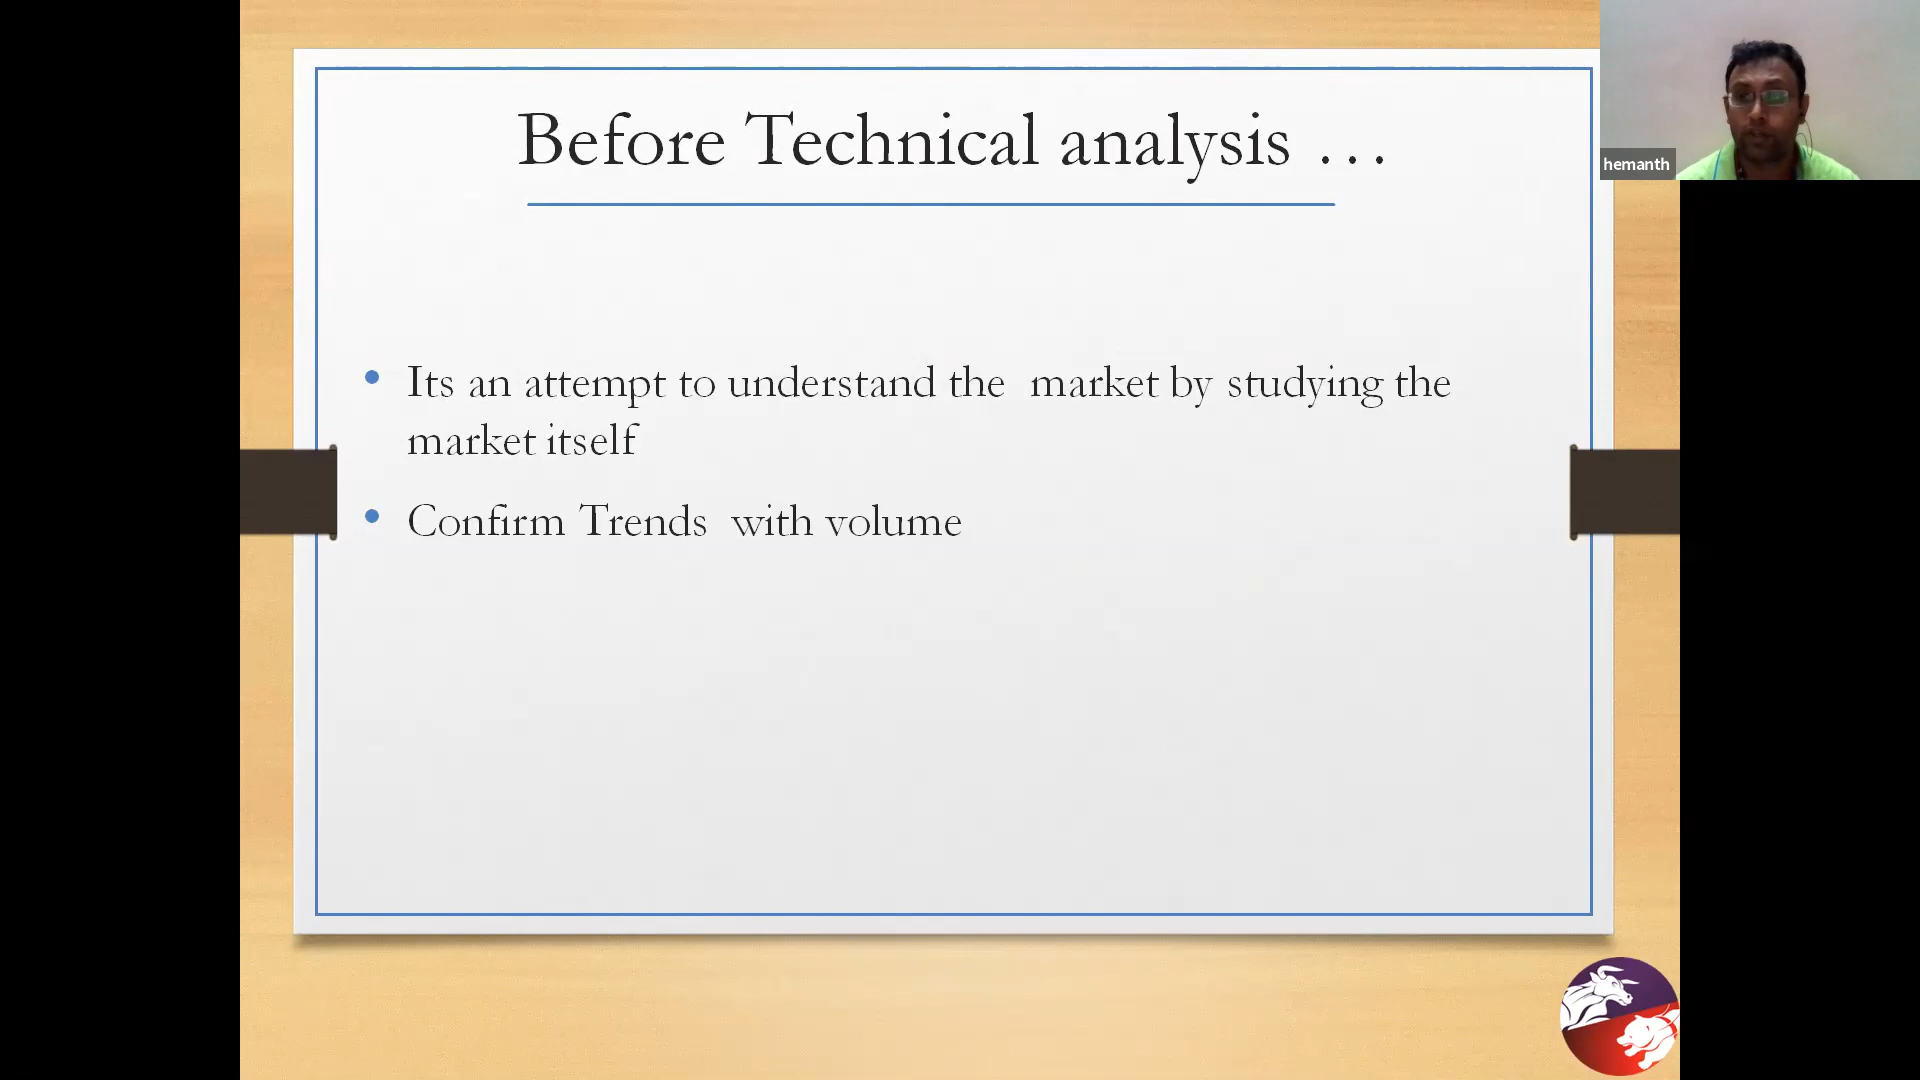 Before Technical analysis ...
hemanth
Its an attempt to understand the market by studying the
market itself
Confirm Trends with volume